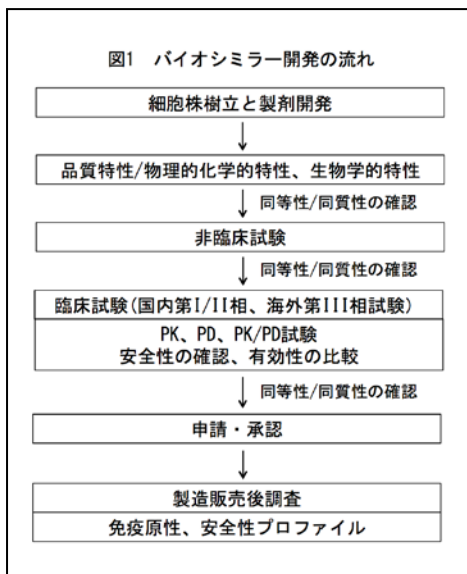 図1 バイオシミラー開発の流れ
細胞株樹立と製剤開発
品質特性/物理的化学的特性、生物学的特性
同等性/同質性の確認
非臨床試験
同等性/同質性の確認
臨床試験(国内第I/II相、海外第III相試験)
PK、PD、PK/PD試験
安全性の確認、有効性の比較
同等性/同質性の確認
申請・承認
製造販売後調査
免疫原性、安全性プロファイル